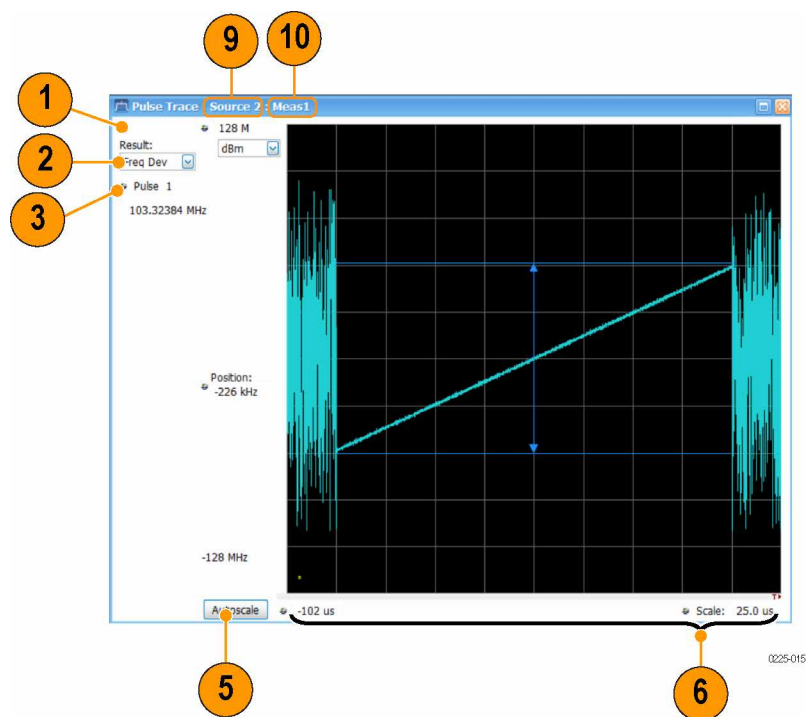 9
10
Pulse Trace Source 2 : Meas1
1
128 M
Result:
dBm
2
Freq Dev
Pulse 1
3
103.32384 MHz
Position:
-226 kHz
-128 MHz
T
Autoscale
-102 us
Scale: 25.0 us
0225-015
5
6